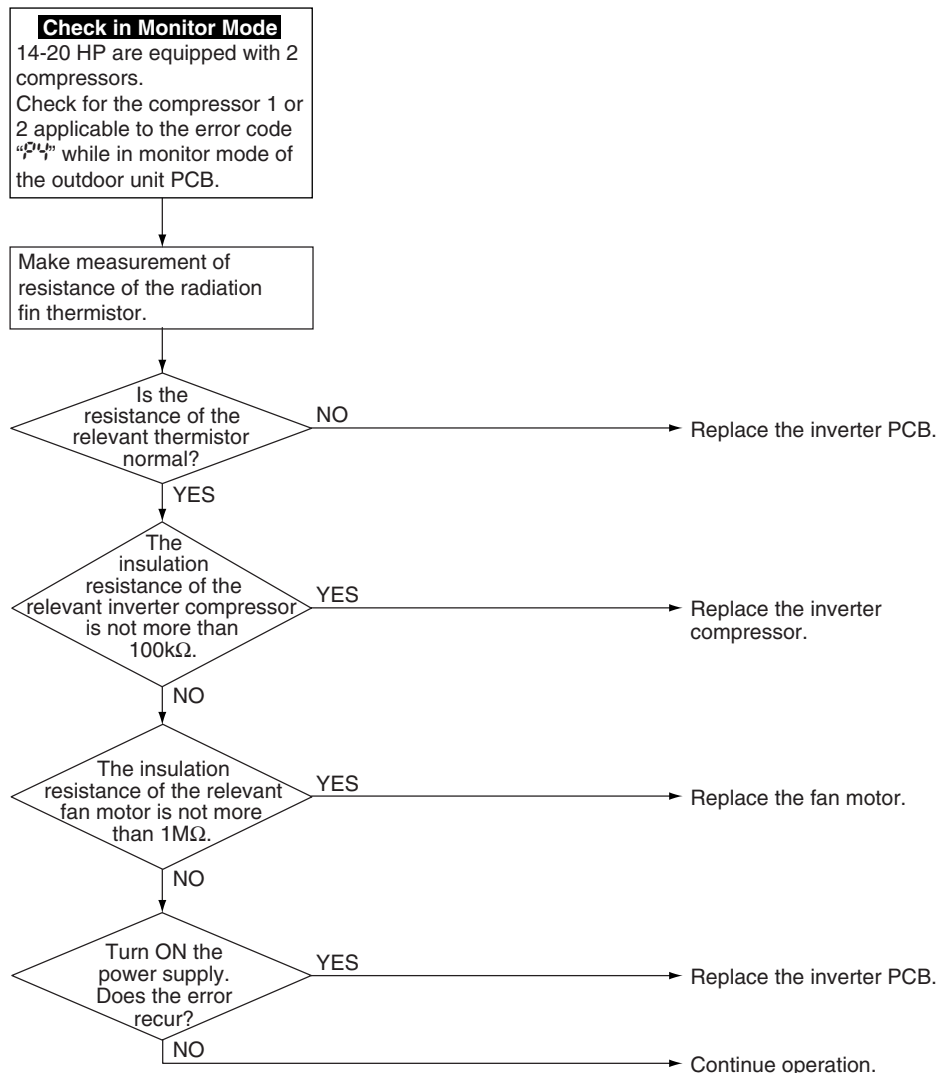 Check in Monitor Mode
14-20 HP are equipped with 2
compressors.
Check for the compressor 1 or
2 applicable to the error code
“P4” while in monitor mode of
the outdoor unit PCB.
Make measurement of
resistance of the radiation
fin thermistor.
Is the
resistance of the
relevant thermistor
normal?
NO
Replace the inverter PCB.
YES
The
insulation
resistance of the
relevant inverter compressor
is not more than
100kΩ.
YES
Replace the inverter
compressor.
NO
The insulation
resistance of the relevant
fan motor is not more
than 1MΩ.
YES
Replace the fan motor.
NO
Turn ON the
power supply.
Does the error
recur?
YES
Replace the inverter PCB.
NO
Continue operation.